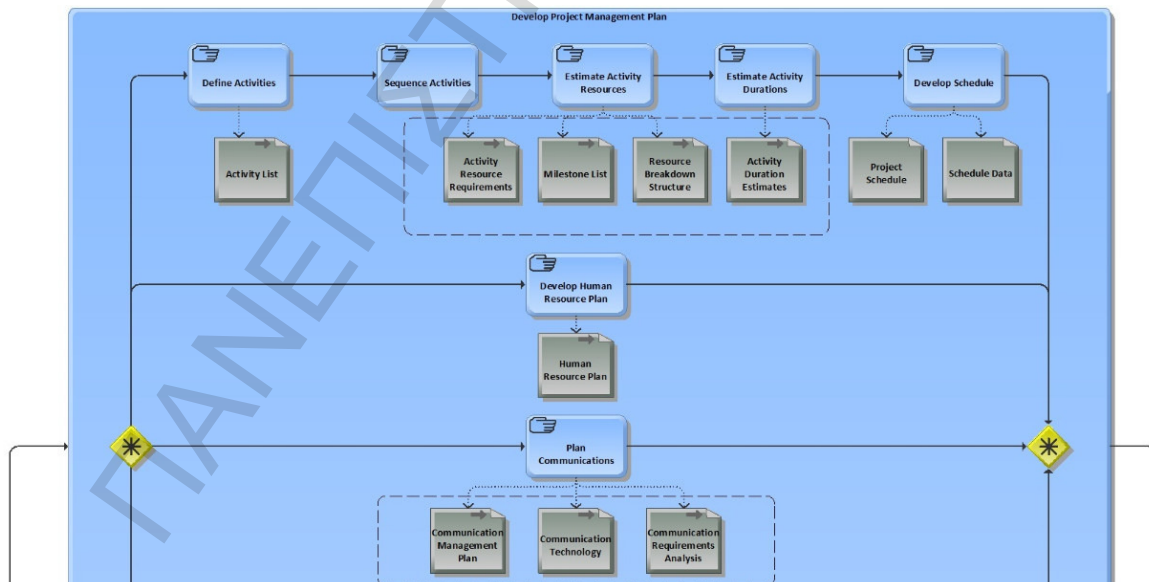 Develop Project Management Plan
Define Activities
Sequence Activities
Estimate Activity
Resources
Estimate Activity
Durations
Develop Schedule
Activity List
Activity
Resource
Requirements
Milestone List
Resource
Breakdown
Structure
Activity
Duration
Estimates
Project
Schedule
Schedule Data
Develop Human
Resource Plan
Human
Resource Plan
Plan
Communications
Communication
Management
Plan
Communication
Technology
Communication
Requirements
Analysis
ΠΑΝΕΠΙΣΤ